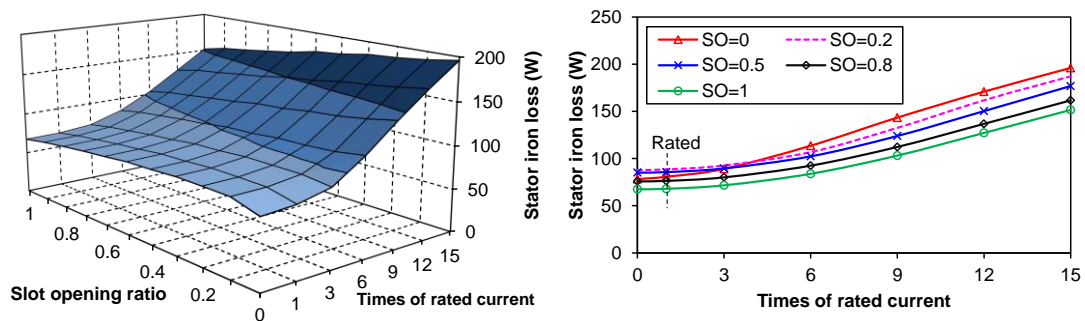 200
150
100
50
0
Stator iron loss (W)
1
0.8
0.6
0.4
0.2
0
Slot opening ratio
1
3
6
9
12
15
Times of rated current
250
200
150
100
50
0
Stator iron loss (W)
SO=0
SO=0.2
SO=0.5
SO=0.8
SO=1
Rated
0
3
6
9
12
15
Times of rated current